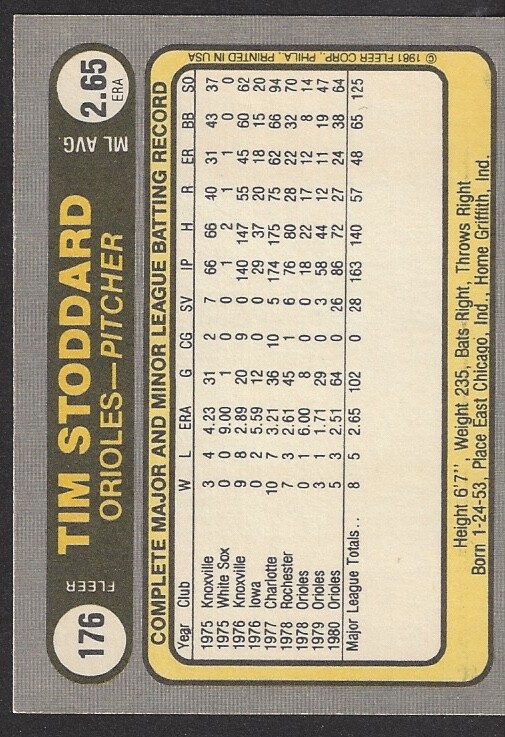 176 FLEER TIM STODDARD ML AVG. 2.65
ORIOLES—PITCHER ERA
COMPLETE MAJOR AND MINOR LEAGUE BATTING RECORD
Year Club W L ERA G CG SV IP H R ER BB SO
1975 Knoxville 3 4 4.23 31 2 7 66 66 40 31 43 37
1975 White Sox 0 0 9.00 1 0 0 1 2 1 1 0 0
1976 Knoxville 9 8 2.89 20 9 0 140 147 55 45 60 62
1976 Iowa 0 2 5.59 12 0 1 29 37 20 18 15 20
1977 Charlotte 10 7 3.21 36 10 5 174 175 75 62 66 94
1978 Rochester 7 3 2.61 45 1 6 76 80 28 22 32 70
1978 Orioles 0 1 6.00 8 0 0 18 22 17 12 8 14
1979 Orioles 3 1 1.71 29 0 3 58 44 12 11 19 47
1980 Orioles 5 3 2.51 64 0 26 86 72 27 24 38 64
Major League Totals.. 8 5 2.65 102 0 28 163 140 57 48 65 125
Height 6'7", Weight 235, Bats-Right, Throws Right
Born 1-24-53, Place East Chicago, Ind., Home Griffith, Ind.
© 1981 FLEER CORP., PHILA., PRINTED IN USA